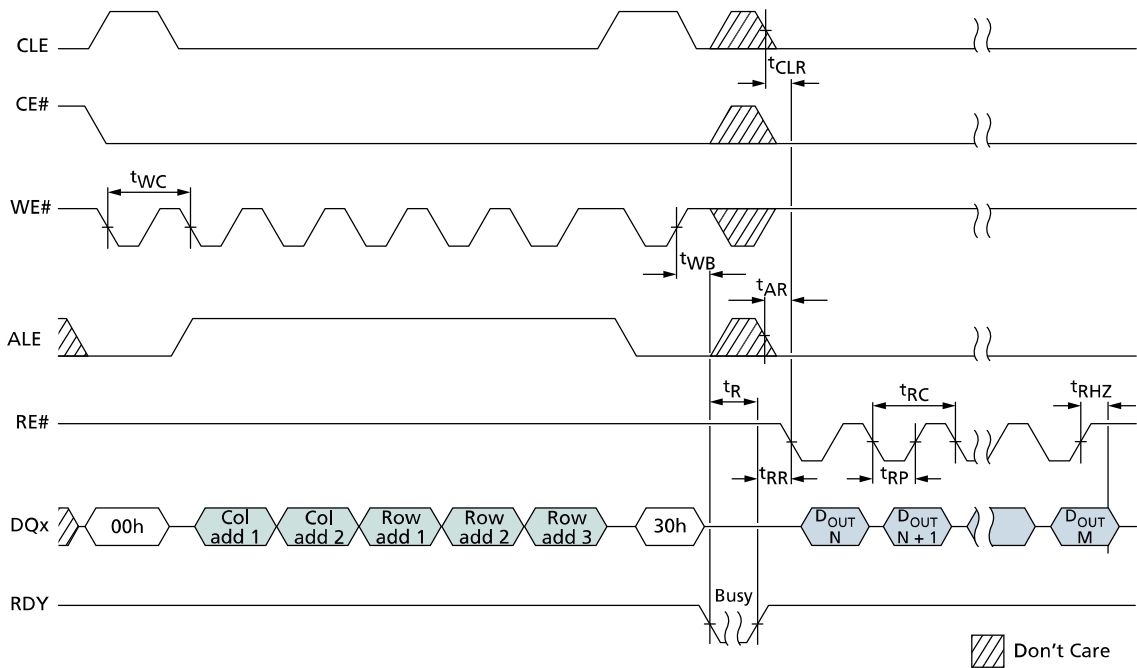 CLE
tCLR
CE#
tWC
WE#
tWB
tAR
ALE
tR
tRC
tRHZ
RE#
tRR
tRP
DQx
00h
Col add 1
Col add 2
Row add 1
Row add 2
Row add 3
30h
DOUT N
DOUT N + 1
DOUT M
RDY
Busy
Don't Care